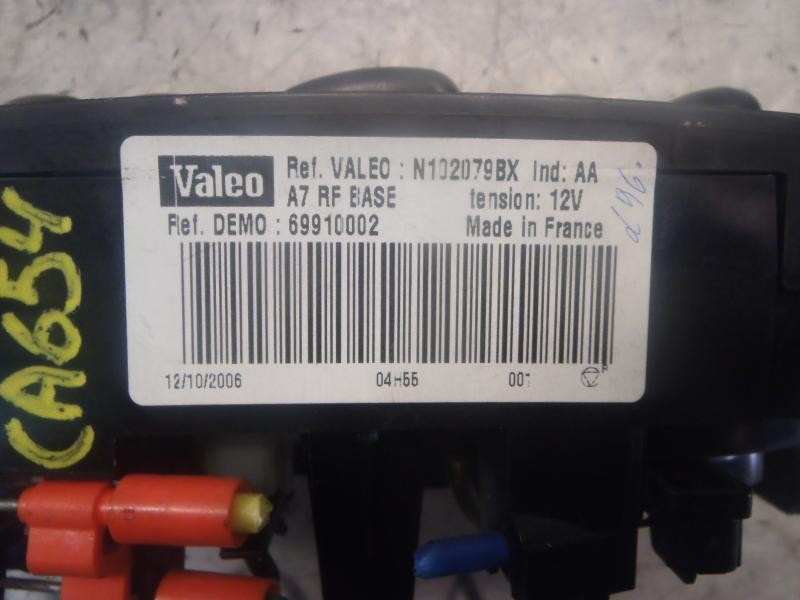 Valeo Ref. VALEO : N102079BX Ind: AA
A7 RF BASE tension: 12V
Ref. DEMO : 69910002 Made in France
12/10/2006 04H55 001
CA654